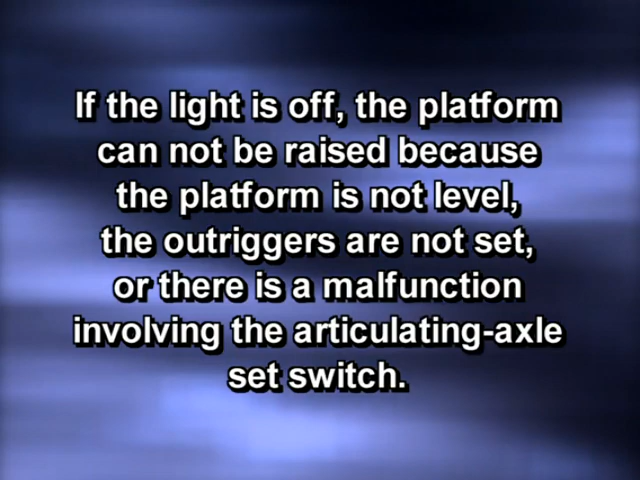 If the light is off, the platform
can not be raised because
the platform is not level,
the outriggers are not set,
or there is a malfunction
involving the articulating-axle
set switch.